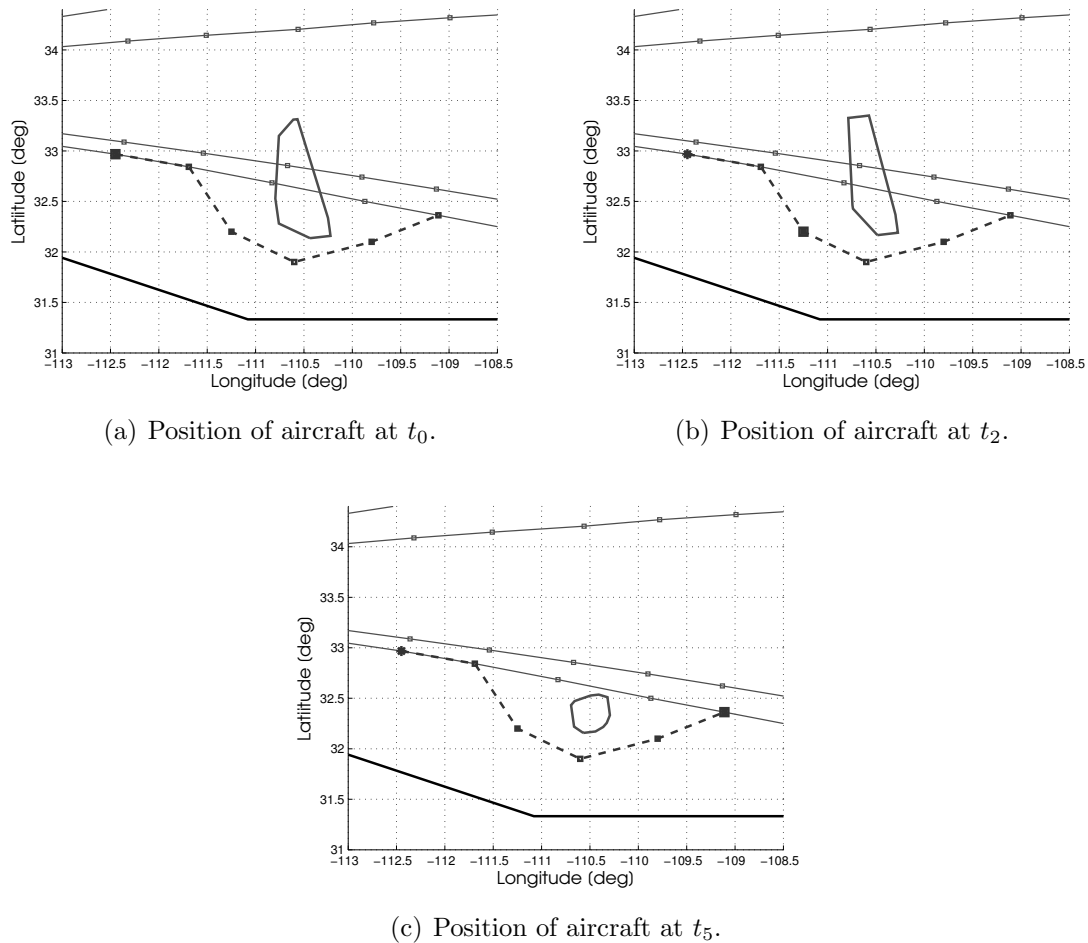 34
33.5
33
32.5
32
31.5
31
−113 −112.5 −112 −111.5 −111 −110.5 −110 −109.5 −109 −108.5
Latiitude (deg)
Longitude (deg)
(a) Position of aircraft at t₀.
34
33.5
33
32.5
32
31.5
31
−113 −112.5 −112 −111.5 −111 −110.5 −110 −109.5 −109 −108.5
Latiitude (deg)
Longitude (deg)
(b) Position of aircraft at t₂.
34
33.5
33
32.5
32
31.5
31
−113 −112.5 −112 −111.5 −111 −110.5 −110 −109.5 −109 −108.5
Latiitude (deg)
Longitude (deg)
(c) Position of aircraft at t₅.